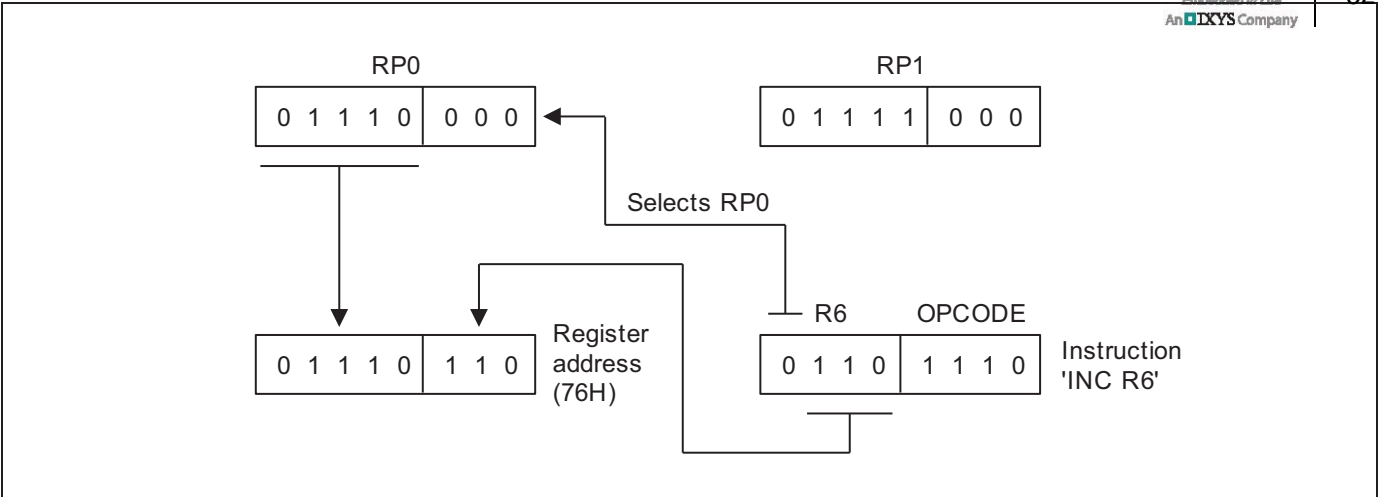 An IXYS Company
RP0
RP1
0 1 1 1 0 0 0 0
0 1 1 1 1 0 0 0
Selects RP0
R6 OPCODE
0 1 1 1 0 1 1 0
Register
address
(76H)
0 1 1 0 1 1 1 0
Instruction
'INC R6'